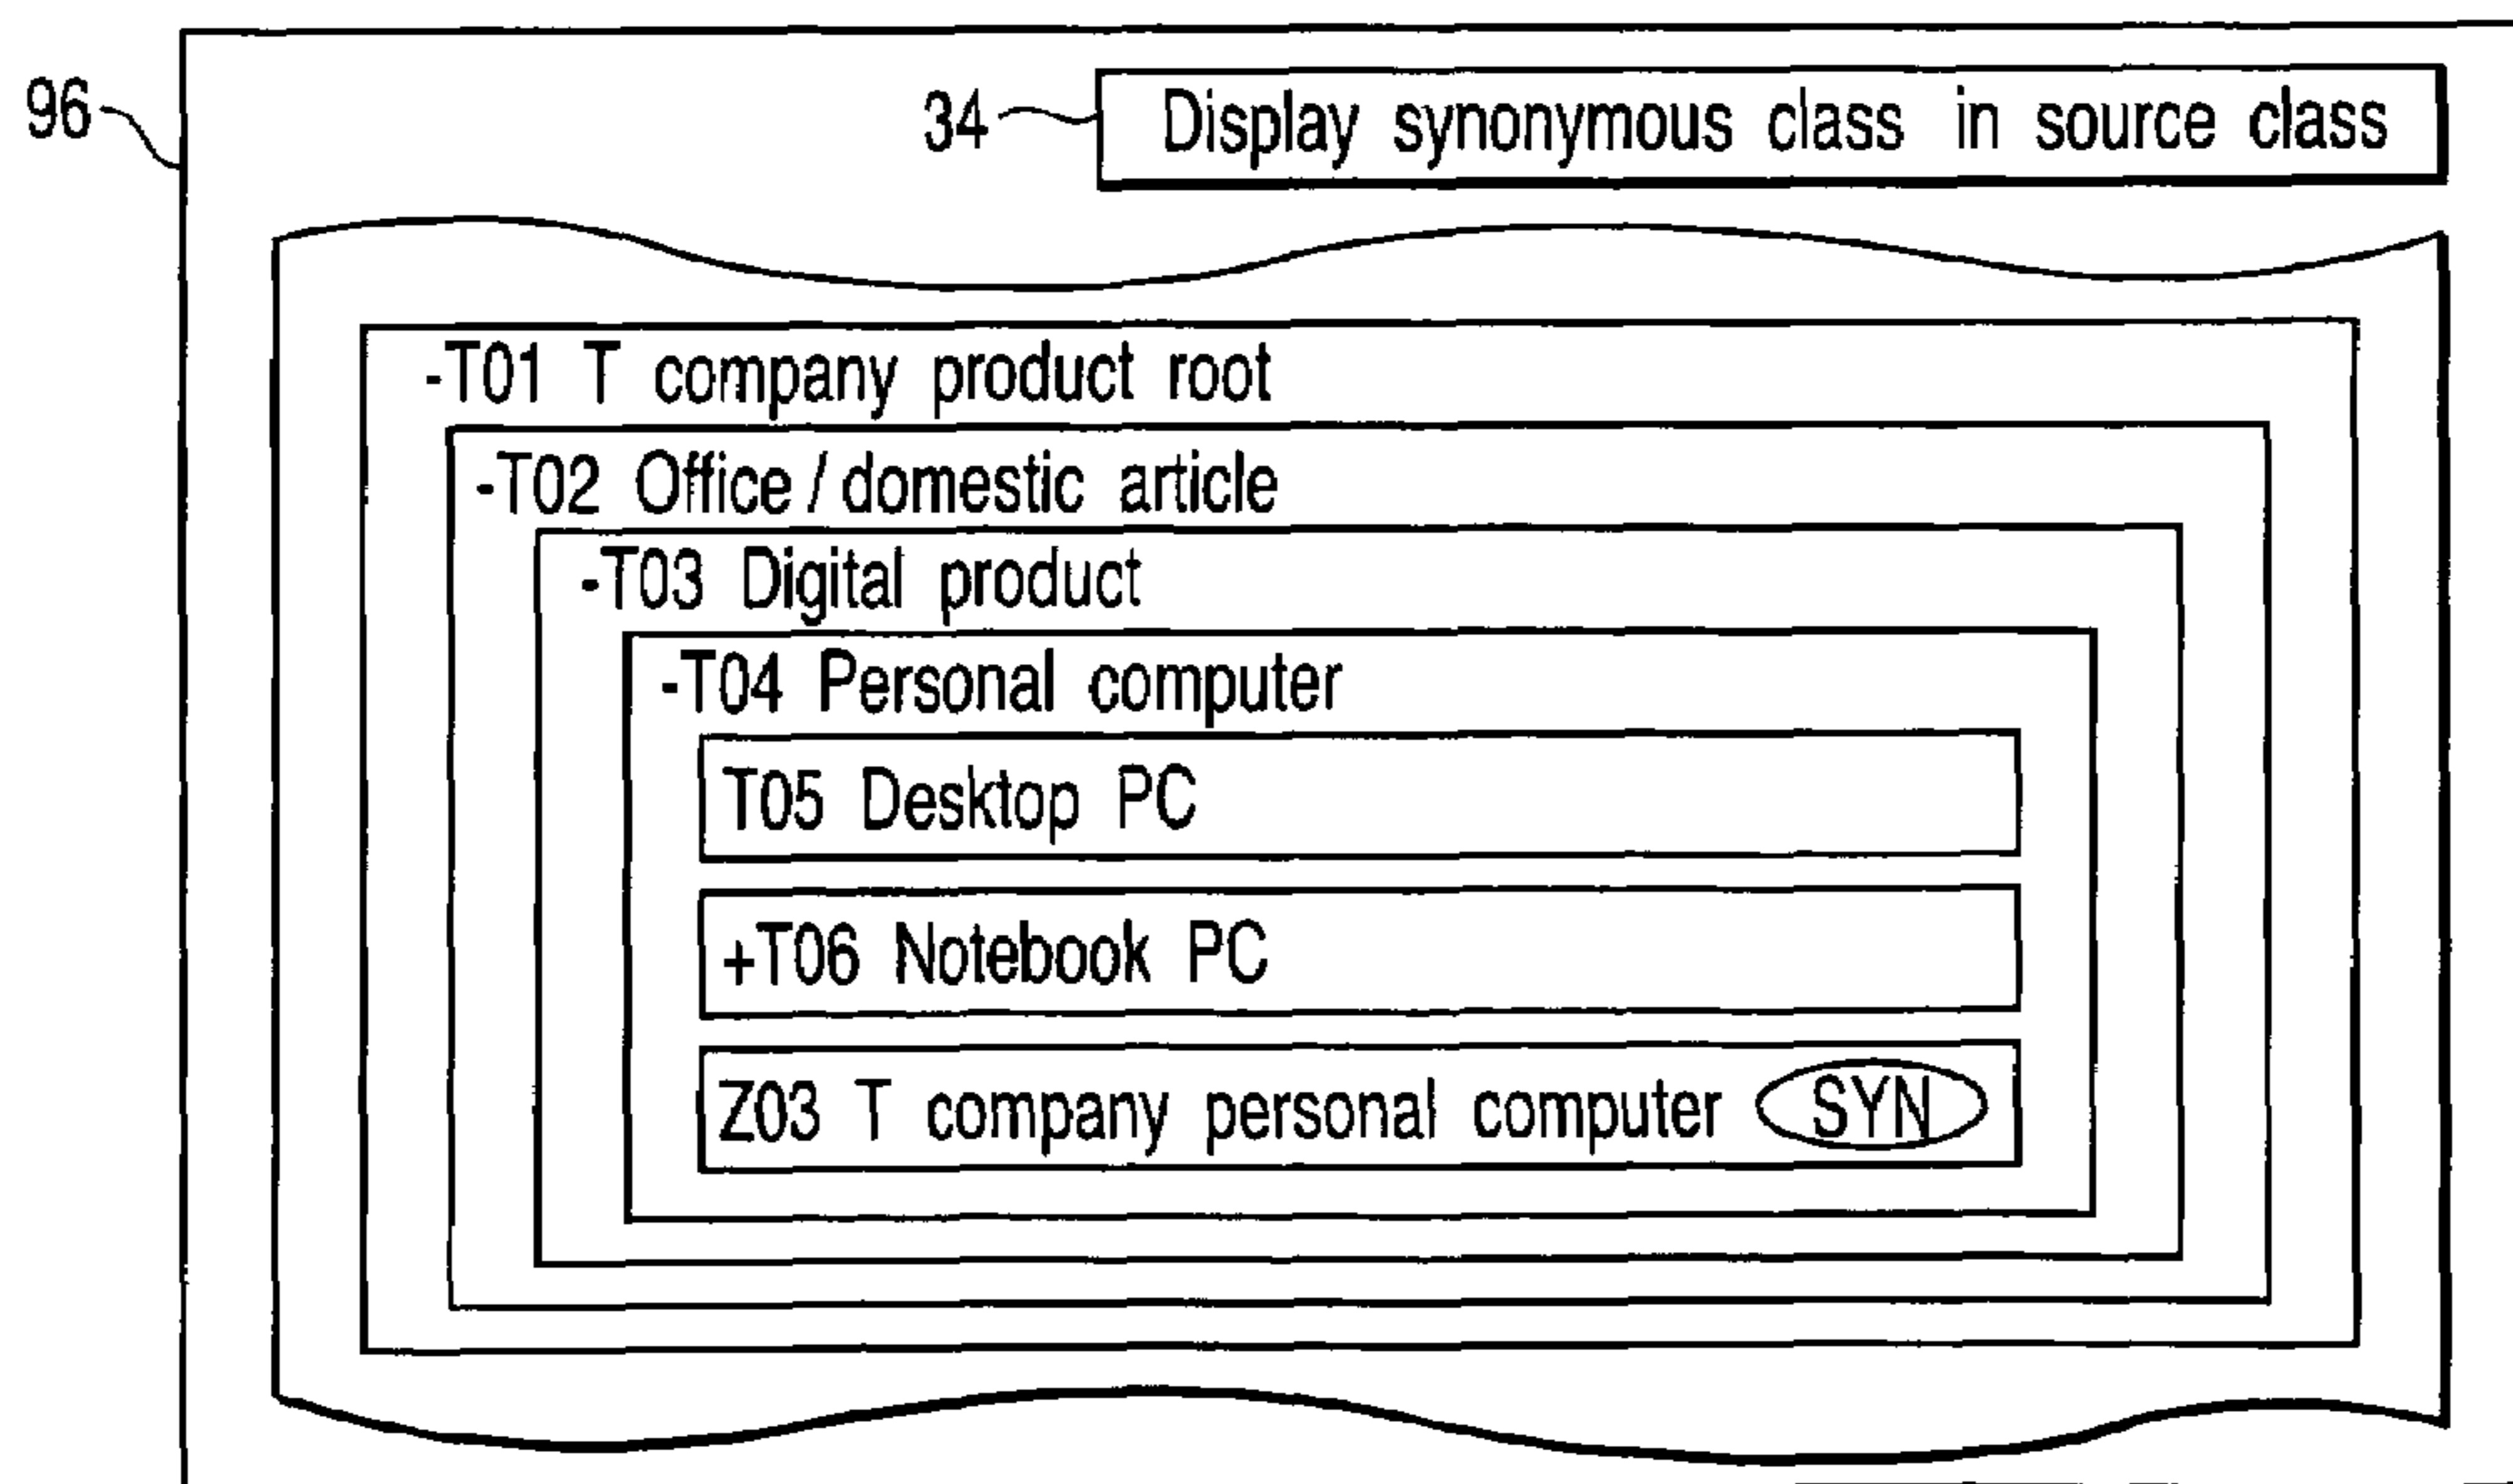 96
34 Display synonymous class in source class
-T01 T company product root
-T02 Office / domestic article
-T03 Digital product
-T04 Personal computer
T05 Desktop PC
+T06 Notebook PC
Z03 T company personal computer SYN